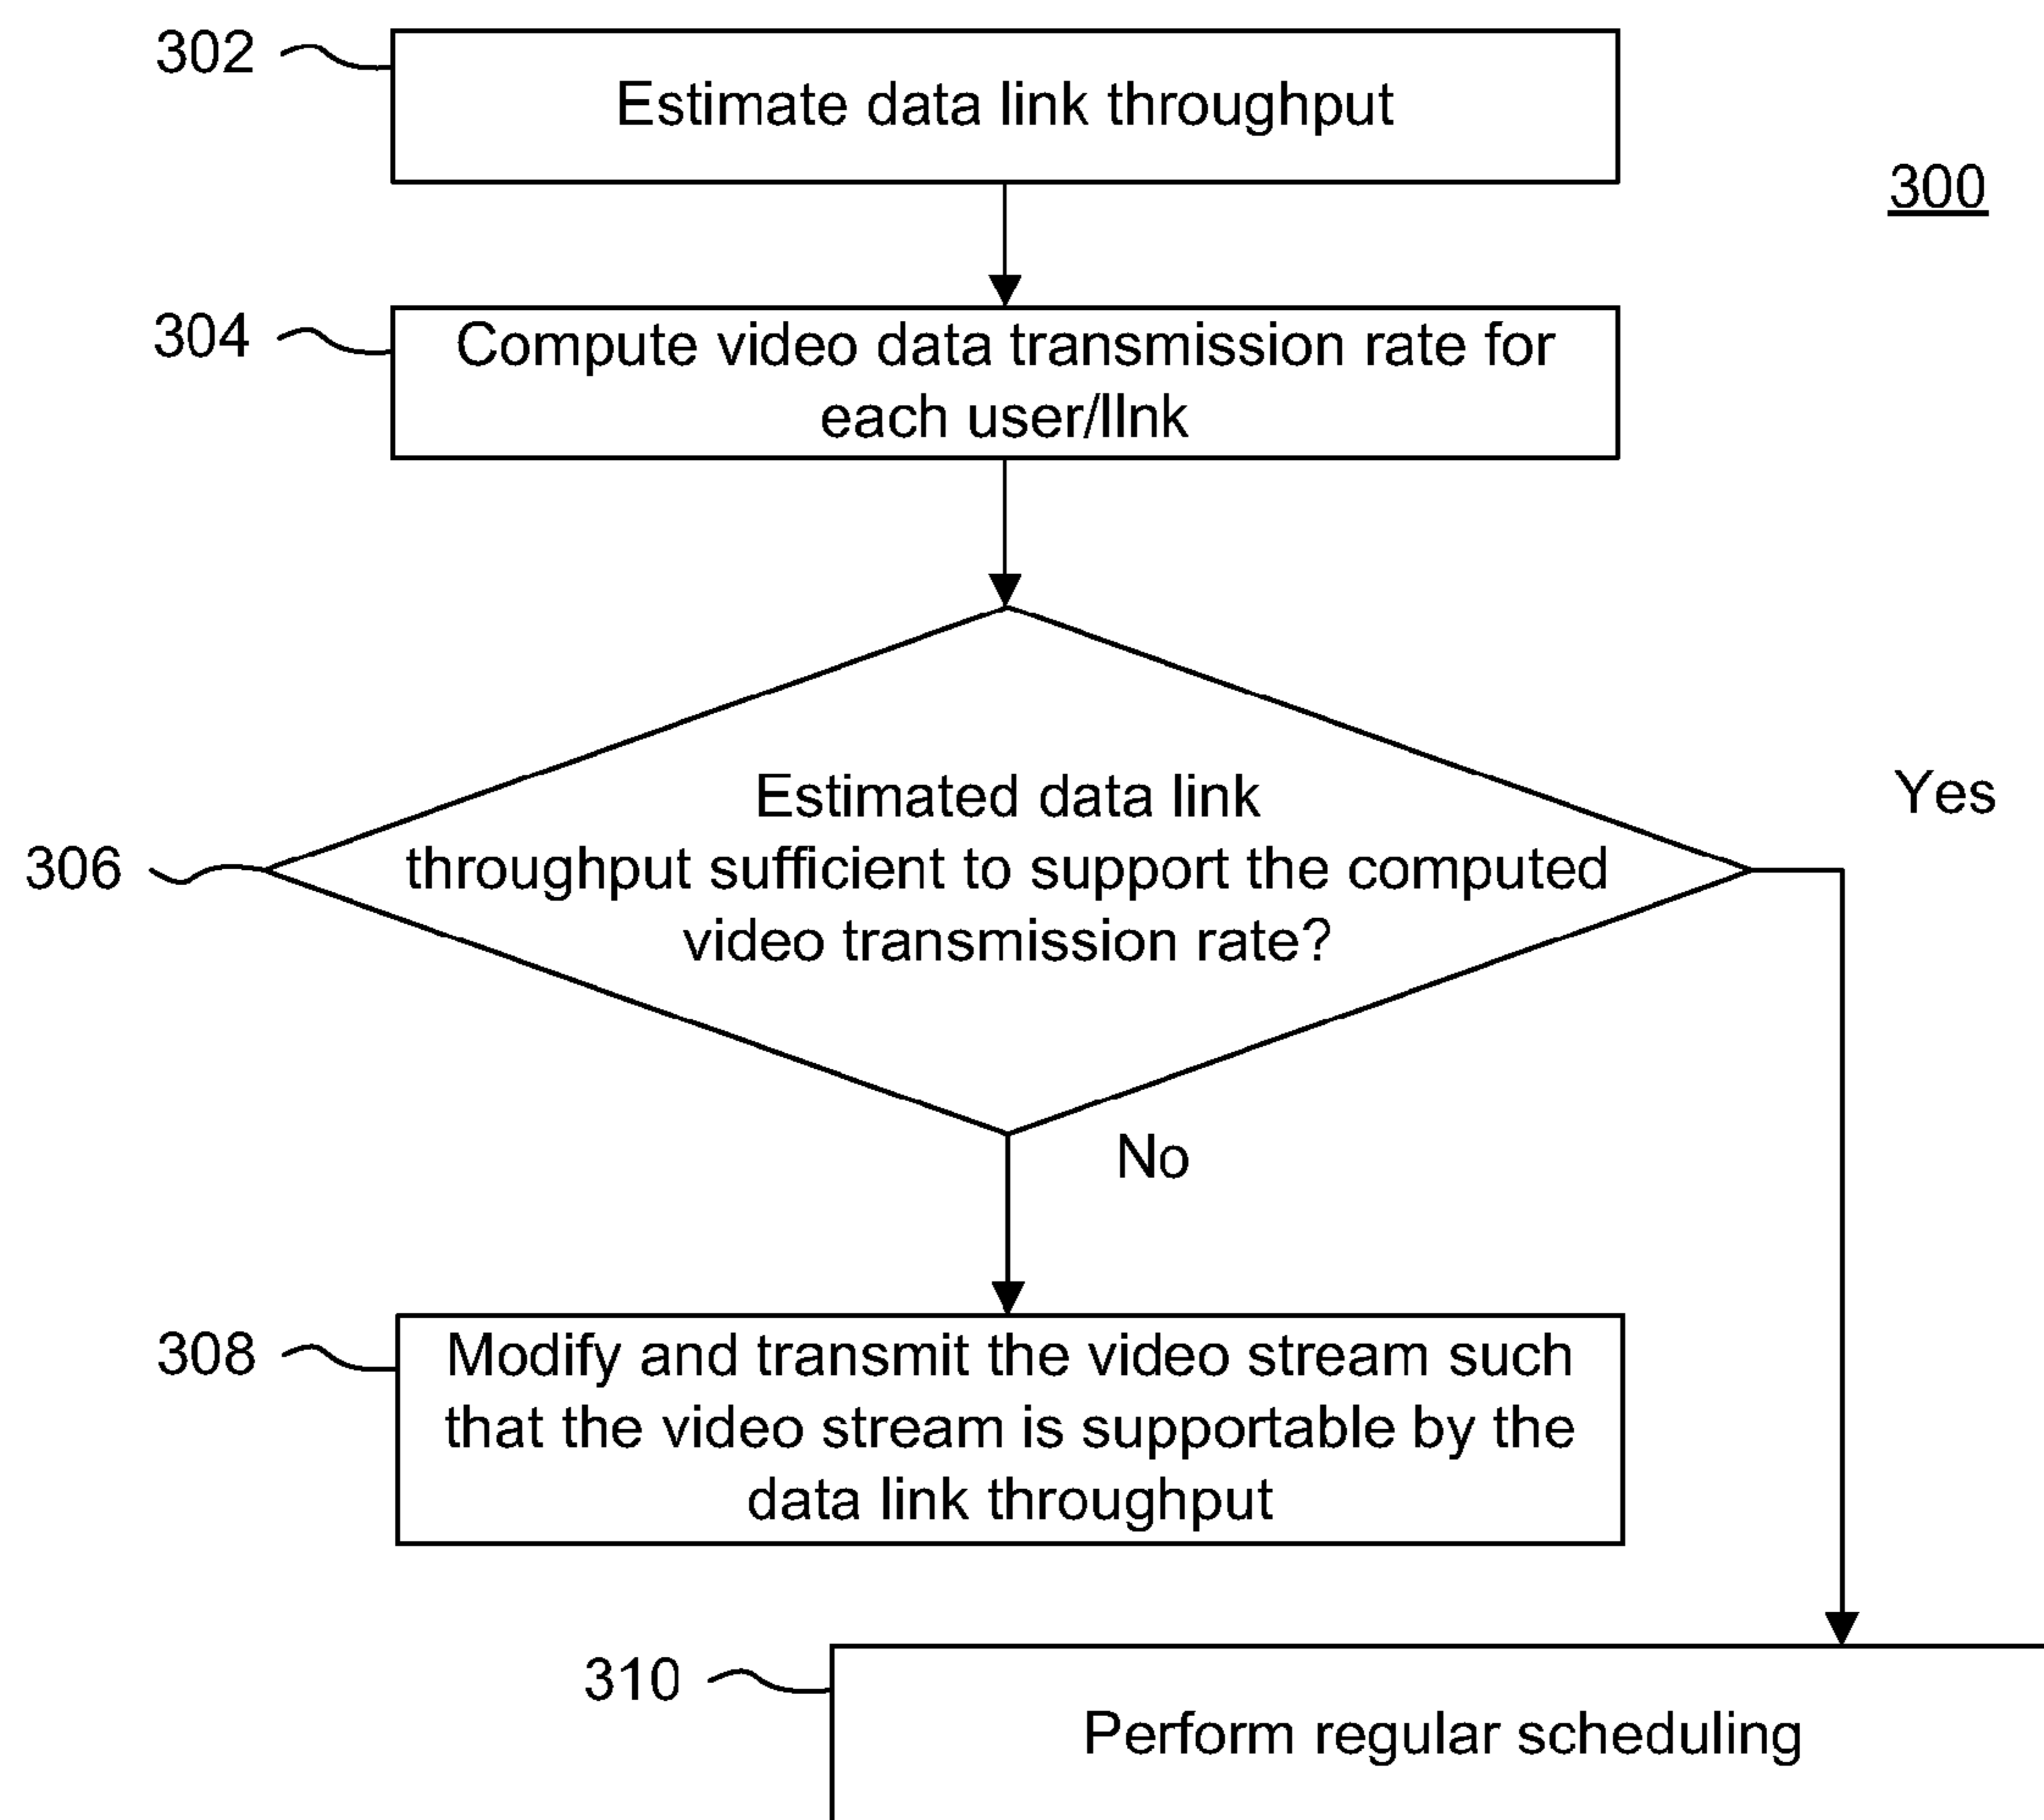 302
Estimate data link throughput
300
304
Compute video data transmission rate for
each user/lInk
Yes
306
Estimated data link
throughput sufficient to support the computed
video transmission rate?
No
308
Modify and transmit the video stream such
that the video stream is supportable by the
data link throughput
310
Perform regular scheduling